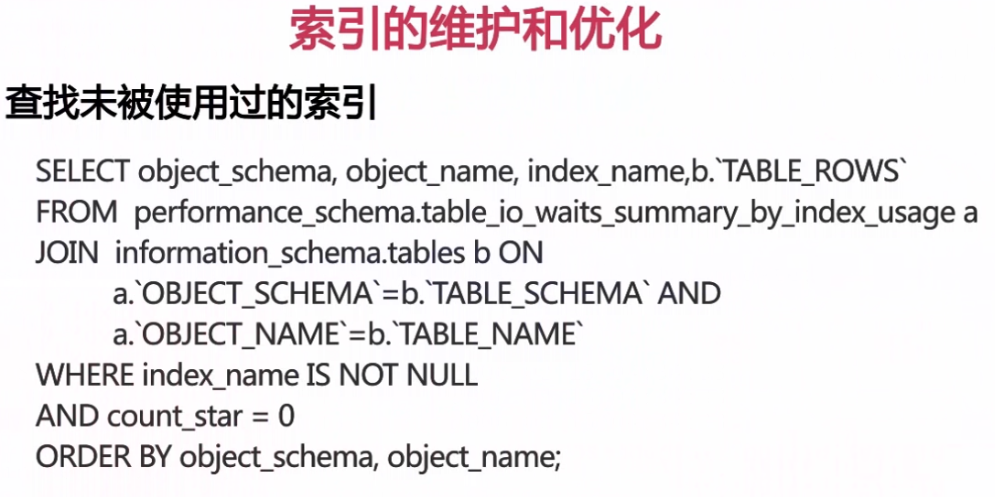 索引的维护和优化
查找未被使用过的索引
SELECT object_schema, object_name, index_name,b.`TABLE_ROWS`
FROM performance_schema.table_io_waits_summary_by_index_usage a
JOIN information_schema.tables b ON
a.`OBJECT_SCHEMA`=b.`TABLE_SCHEMA` AND
a.`OBJECT_NAME`=b.`TABLE_NAME`
WHERE index_name IS NOT NULL
AND count_star = 0
ORDER BY object_schema, object_name;